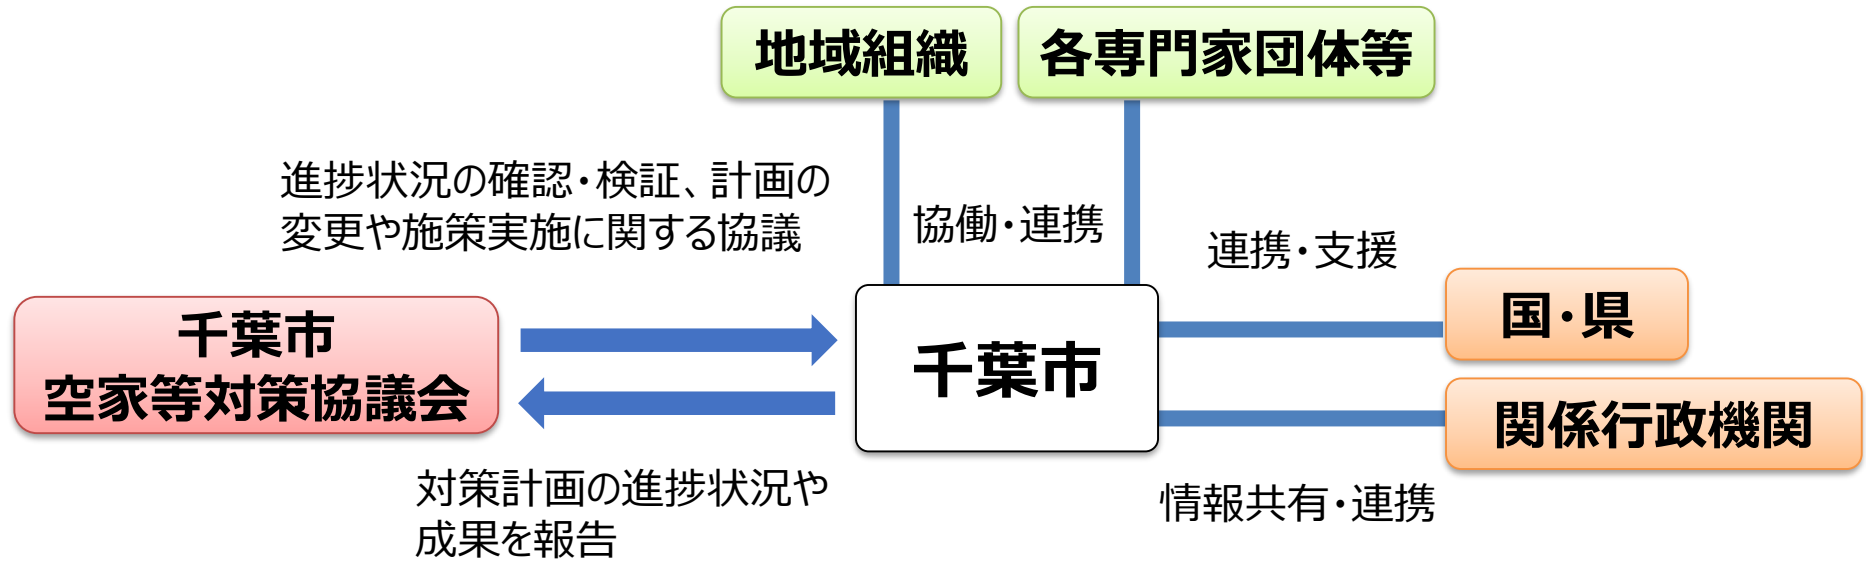 地域組織
各専門家団体等
進捗状況の確認・検証、計画の
変更や施策実施に関する協議
協働・連携
連携・支援
千葉市
空家等対策協議会
千葉市
国・県
関係行政機関
対策計画の進捗状況や
成果を報告
情報共有・連携